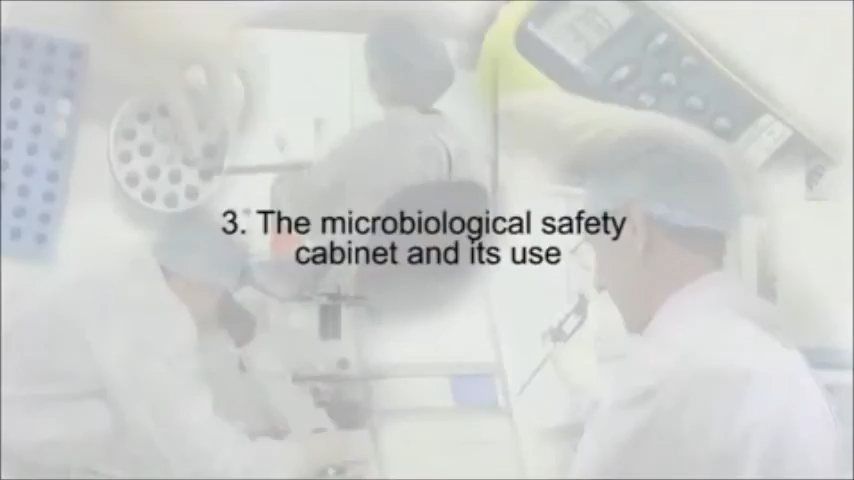 3. The microbiological safety
cabinet and its use